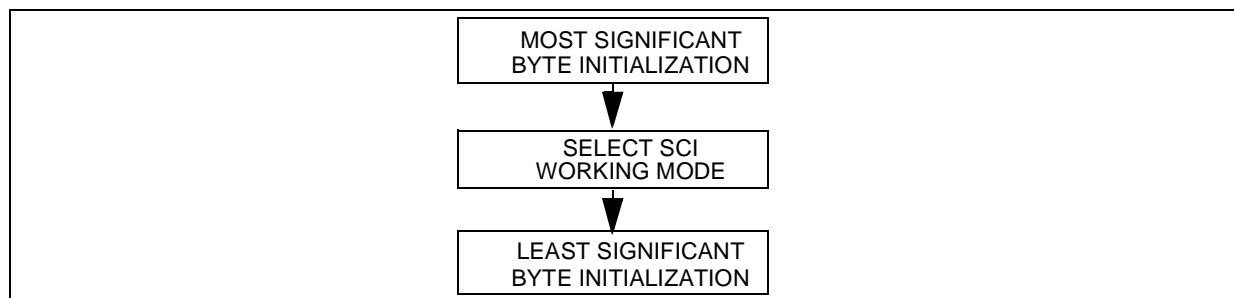 MOST SIGNIFICANT
BYTE INITIALIZATION
SELECT SCI
WORKING MODE
LEAST SIGNIFICANT
BYTE INITIALIZATION